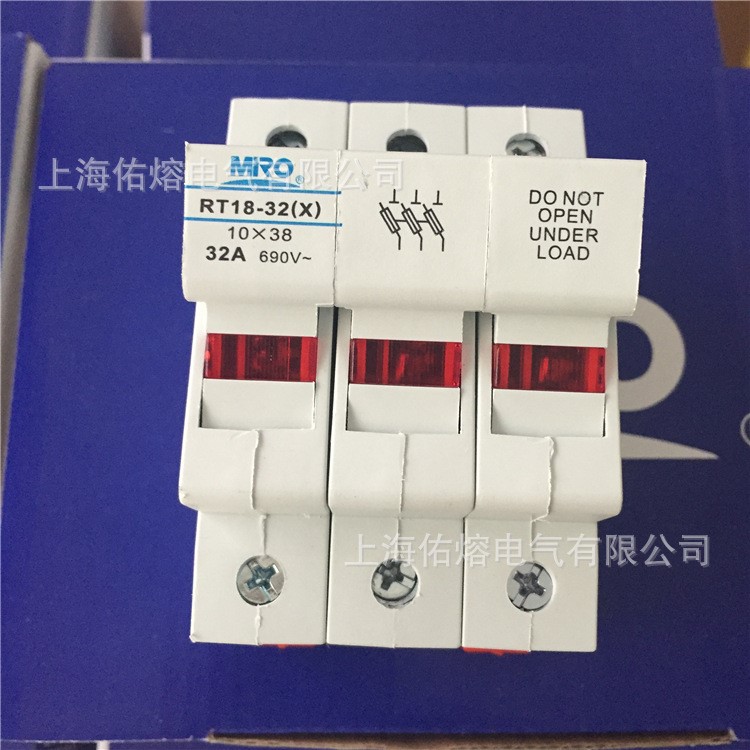 上海佑熔电气有限公司
MRO®
RT18-32(X)
10×38
32A 690V~
DO NOT
OPEN
UNDER
LOAD
上海佑熔电气有限公司